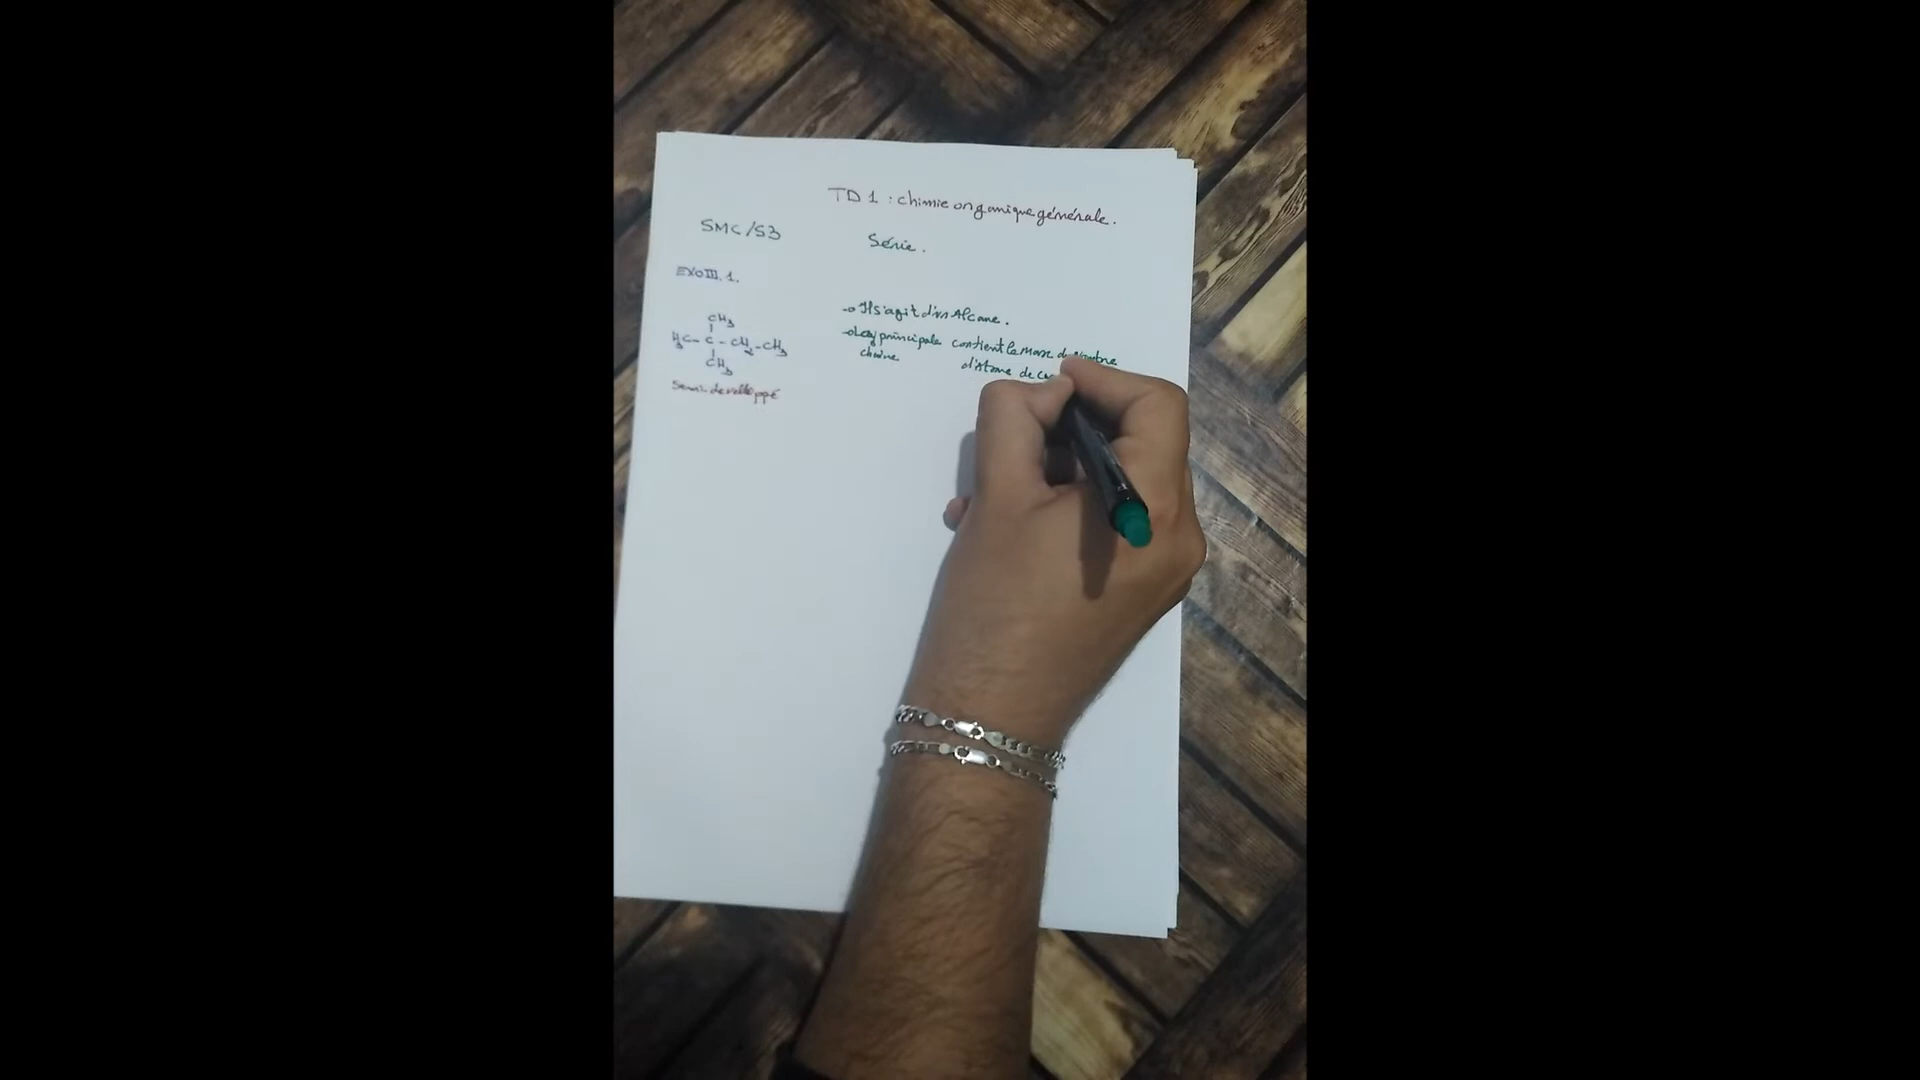 TD 1 : chimie organique générale.
SMC/S3
Série.
EXO III. 1.
CH3
H3C - C - CH2 - CH3
CH3
Semi-develloppé
→ Il s'agit d'un Alcane.
→ La principale contient le max de Nombre
chaine
d'atome de